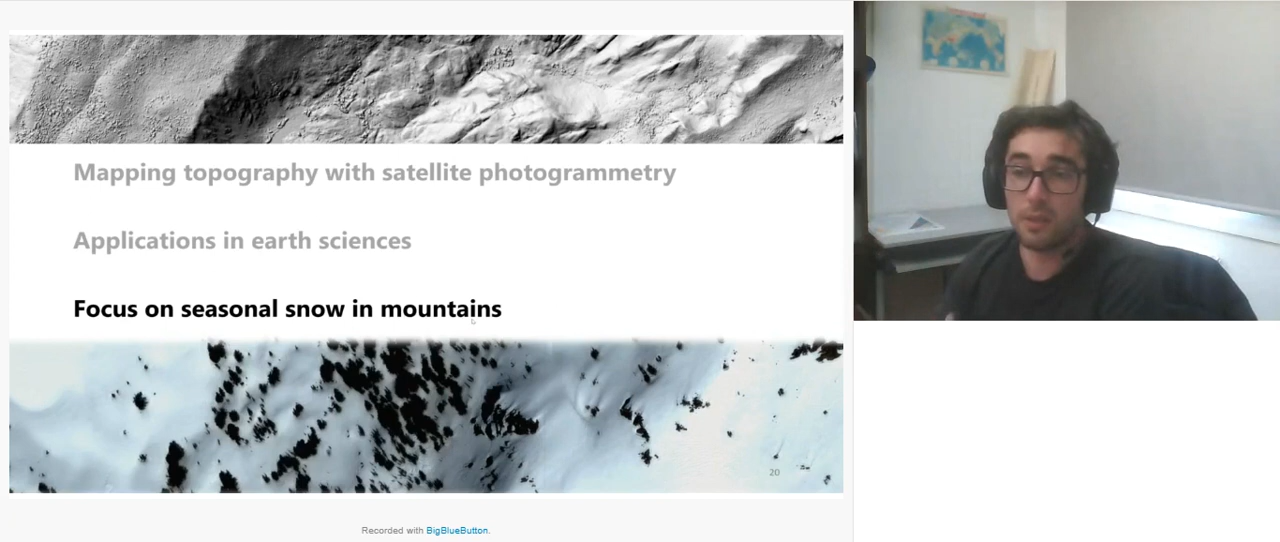 Mapping topography with satellite photogrammetry
Applications in earth sciences
Focus on seasonal snow in mountains
20
Recorded with BigBlueButton.